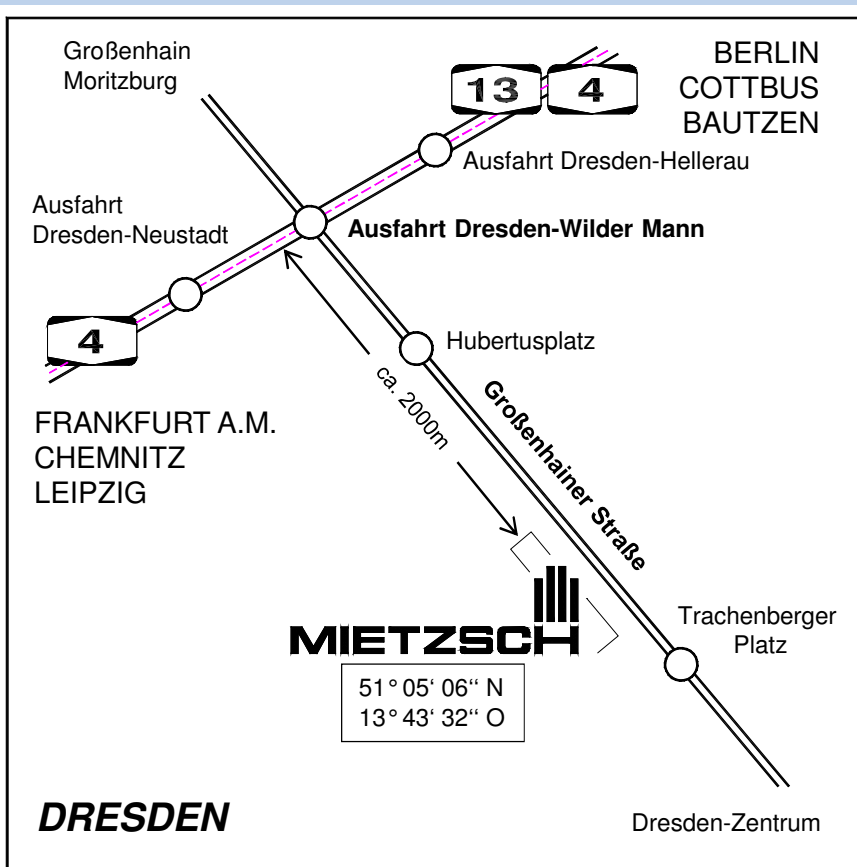 Großenhain
Moritzburg
BERLIN
COTTBUS
BAUTZEN
13
4
Ausfahrt Dresden-Hellerau
Ausfahrt
Dresden-Neustadt
Ausfahrt Dresden-Wilder Mann
4
Hubertusplatz
ca. 2000m
Großenhainer Straße
FRANKFURT A.M.
CHEMNITZ
LEIPZIG
MIETZSCH
51° 05‘ 06‘‘ N
13° 43‘ 32‘‘ O
Trachenberger
Platz
DRESDEN
Dresden-Zentrum